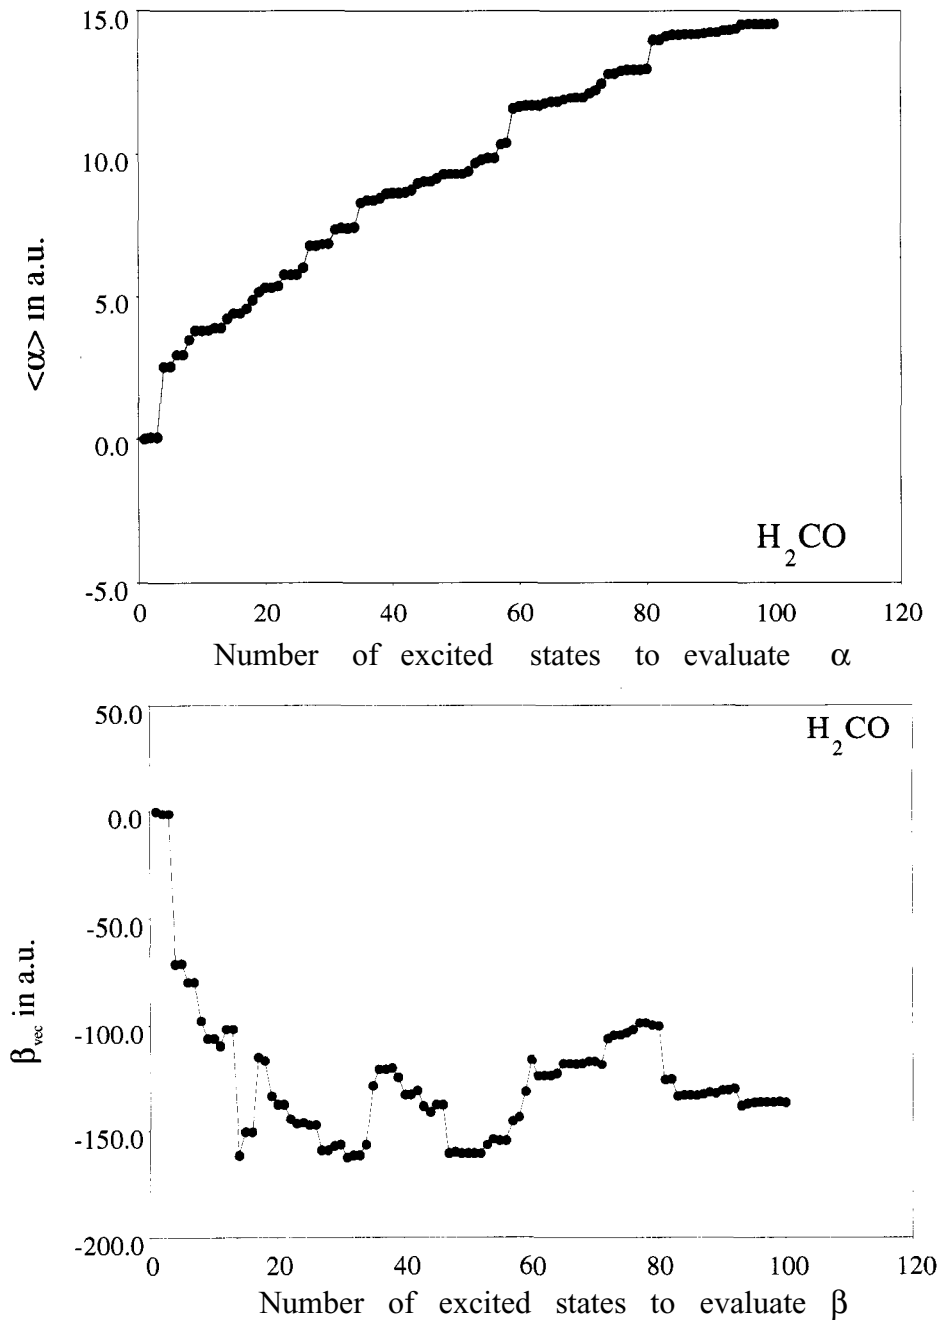 15.0
10.0
5.0
0.0
-5.0
<α> in a.u.
H2CO
0 20 40 60 80 100 120
Number of excited states to evaluate α
50.0
0.0
-50.0
-100.0
-150.0
-200.0
βvec in a.u.
H2CO
0 20 40 60 80 100 120
Number of excited states to evaluate β